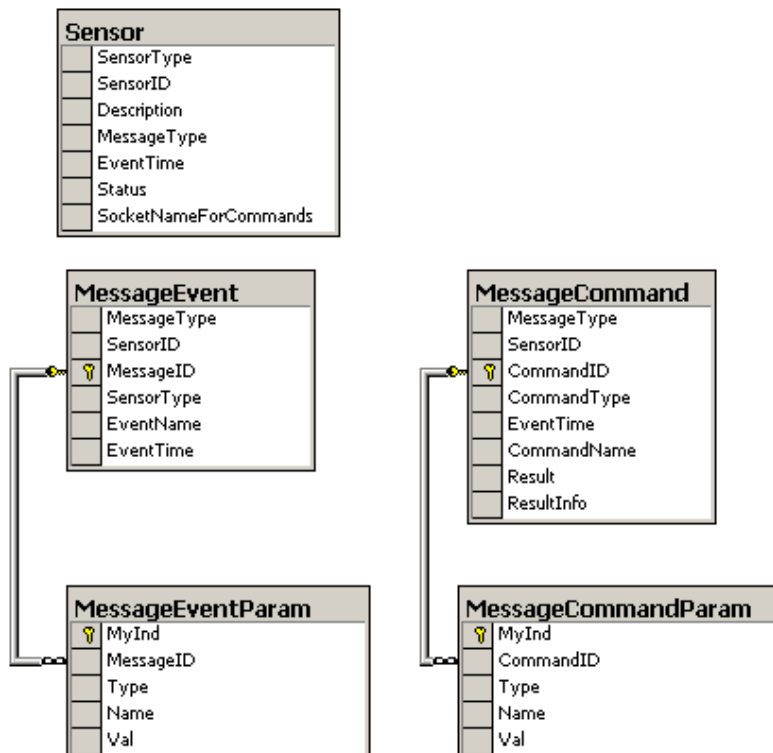 Sensor
SensorType
SensorID
Description
MessageType
EventTime
Status
SocketNameForCommands
MessageEvent
MessageType
SensorID
MessageID
SensorType
EventName
EventTime
MessageCommand
MessageType
SensorID
CommandID
CommandType
EventTime
CommandName
Result
ResultInfo
MessageEventParam
MyInd
MessageID
Type
Name
Val
MessageCommandParam
MyInd
CommandID
Type
Name
Val